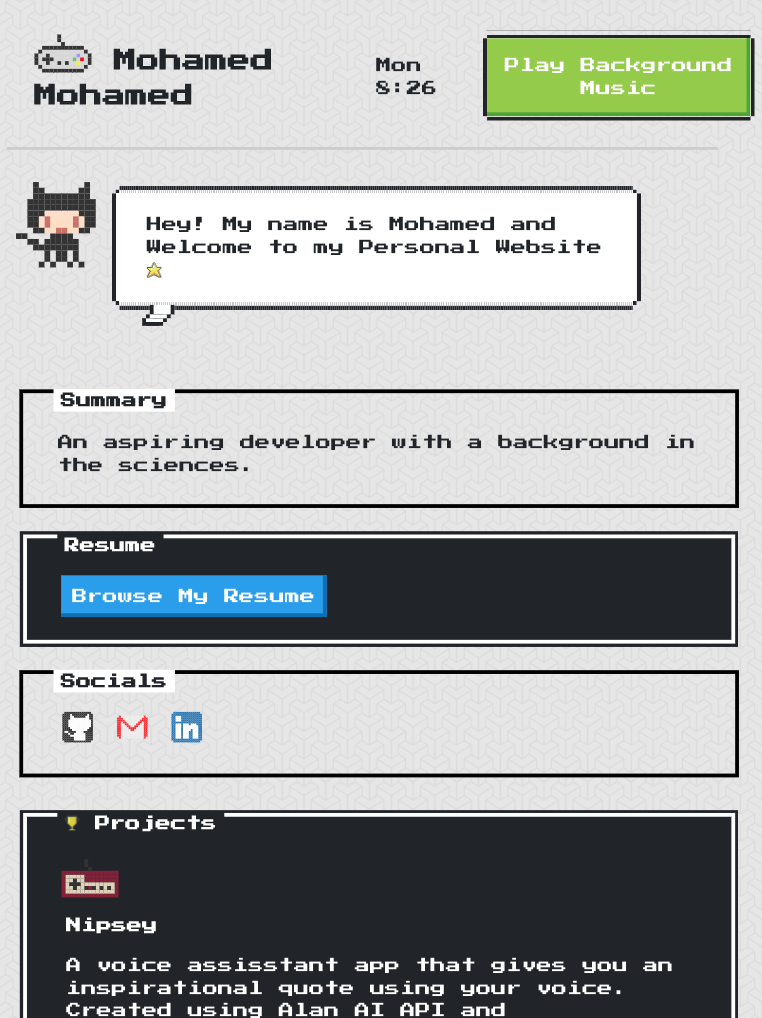 Mohamed
Mohamed
Mon
8:26
Play Background
Music
Hey! My name is Mohamed and
Welcome to my Personal Website
Summary
An aspiring developer with a background in
the sciences.
Resume
Browse My Resume
Socials
in
Projects
Nipsey
A voice assisstant app that gives you an
inspirational quote using your voice.
Created using Alan AI API and